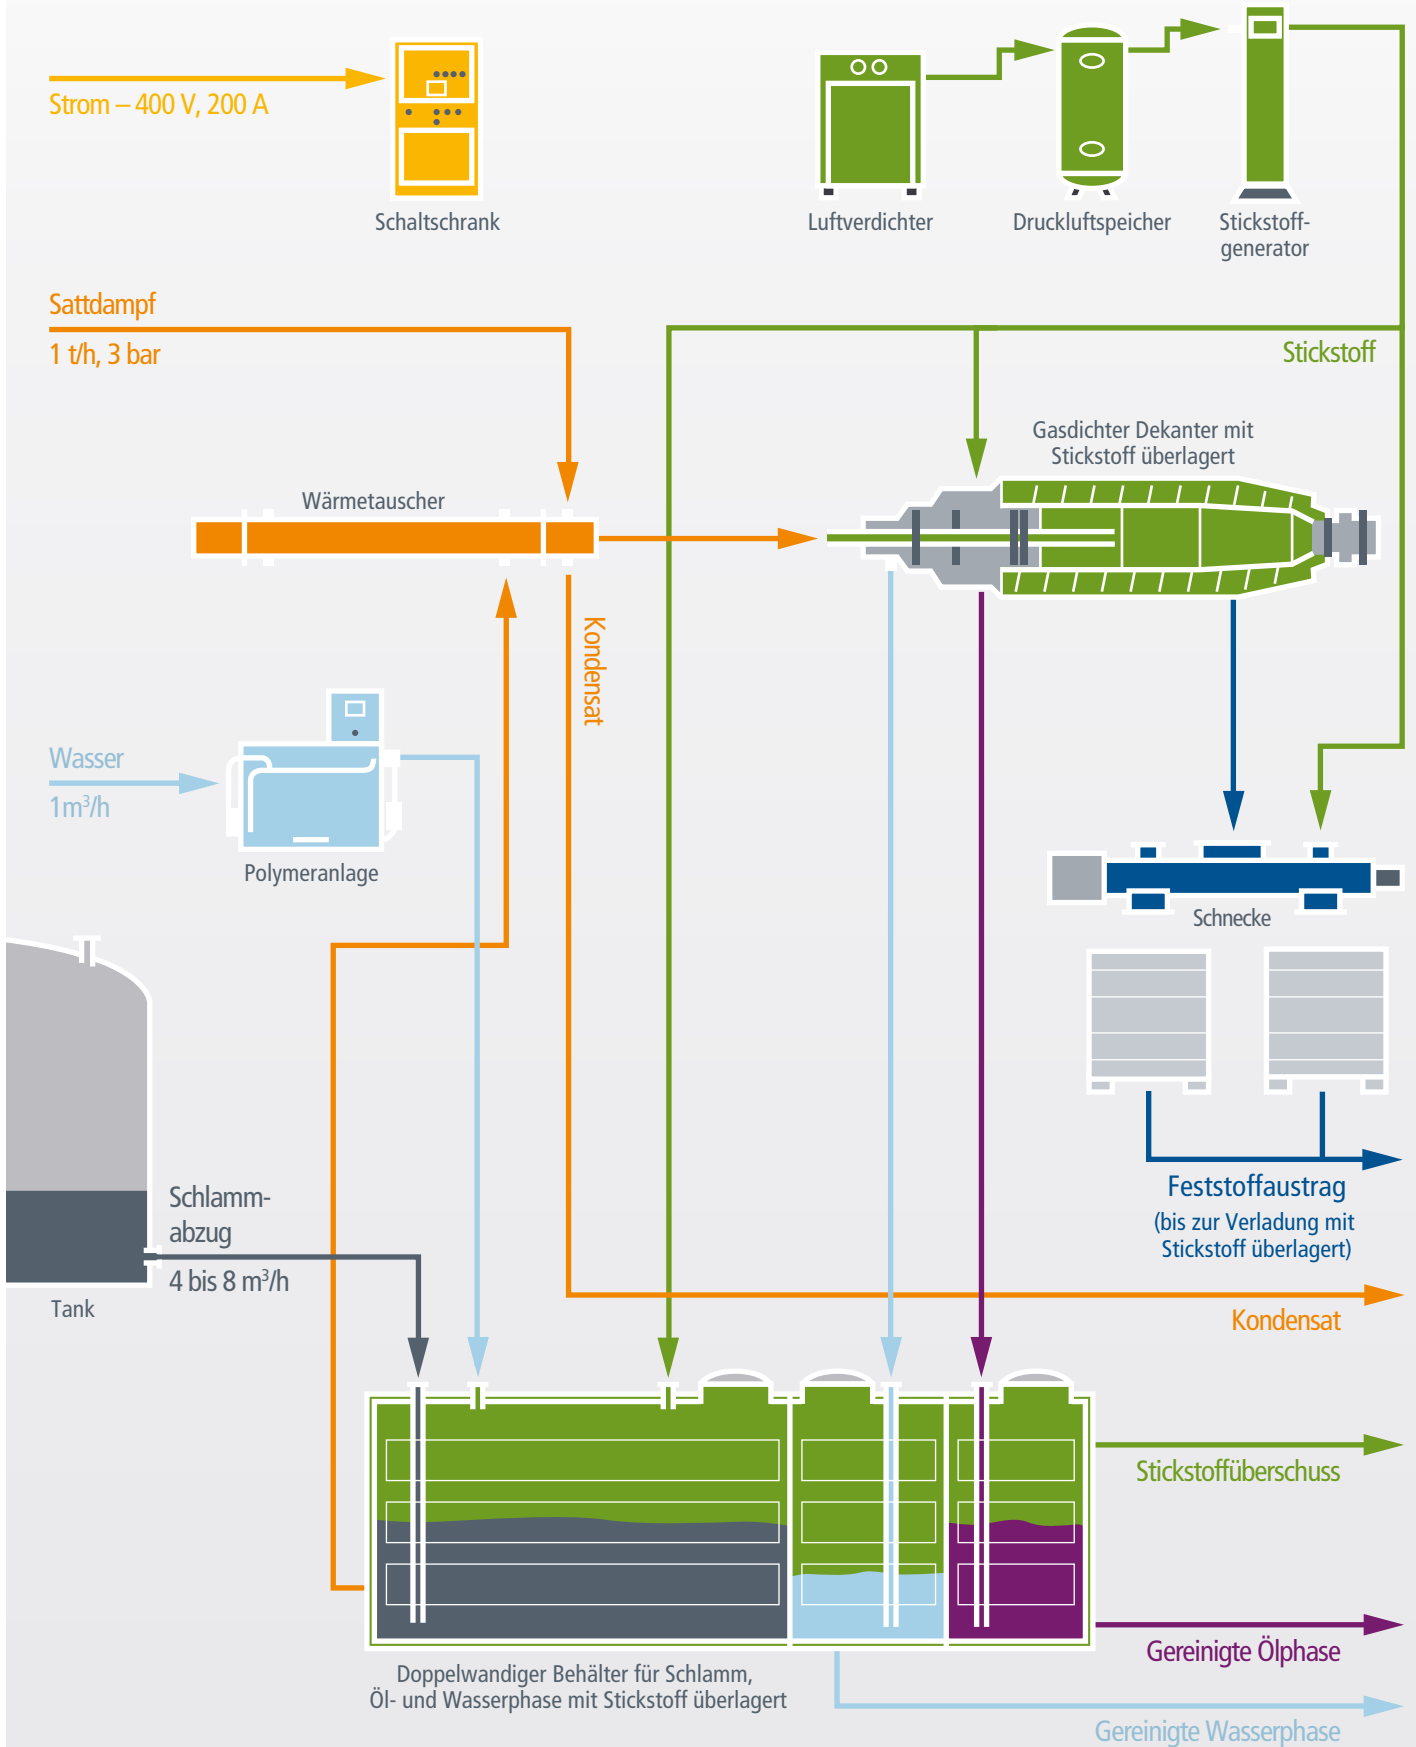 Strom – 400 V, 200 A
Schaltschrank
Luftverdichter
Druckluftspeicher
Stickstoff-
generator
Sattdampf
1 t/h, 3 bar
Stickstoff
Gasdichter Dekanter mit
Stickstoff überlagert
Wärmetauscher
Kondensat
Wasser
1m³/h
Polymeranlage
Schnecke
Schlamm-
abzug
4 bis 8 m³/h
Tank
Feststoffaustrag
(bis zur Verladung mit
Stickstoff überlagert)
Kondensat
Stickstoffüberschuss
Gereinigte Ölphase
Doppelwandiger Behälter für Schlamm,
Öl- und Wasserphase mit Stickstoff überlagert
Gereinigte Wasserphase